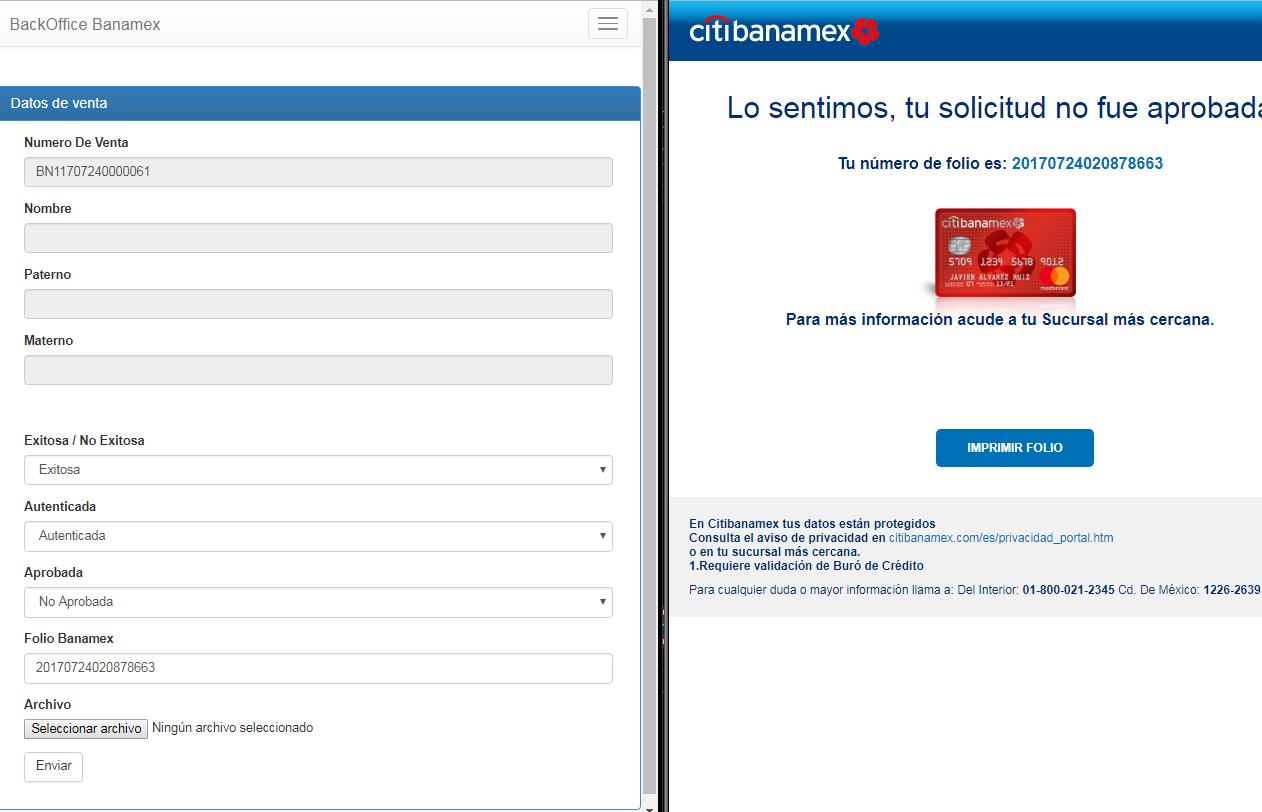 BackOffice Banamex
Datos de venta
Numero De Venta
BN11707240000061
Nombre
Paterno
Materno
Exitosa / No Exitosa
Exitosa
Autenticada
Autenticada
Aprobada
No Aprobada
Folio Banamex
20170724020878663
Archivo
Seleccionar archivo Ningún archivo seleccionado
Enviar
citibanamex
Lo sentimos, tu solicitud no fue aprobada
Tu número de folio es: 20170724020878663
citibanamex
5709 1234 5678 9012
JAVIER ALVAREZ RUIZ
07 11/21
mastercard
Para más información acude a tu Sucursal más cercana.
IMPRIMIR FOLIO
En Citibanamex tus datos están protegidos
Consulta el aviso de privacidad en citibanamex.com/es/privacidad_portal.htm
o en tu sucursal más cercana.
1.Requiere validación de Buró de Crédito
Para cualquier duda o mayor información llama a: Del Interior: 01-800-021-2345 Cd. De México: 1226-2639